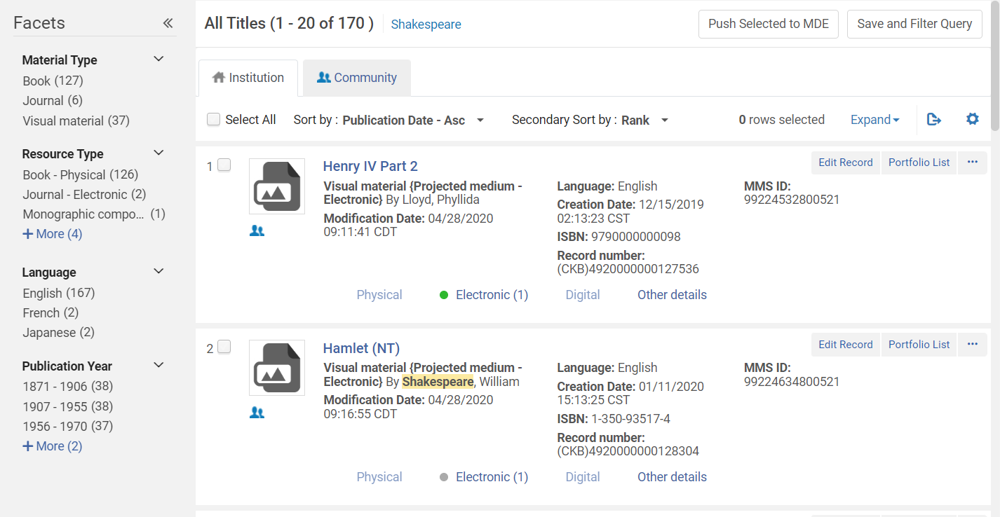 Facets
Material Type
Book (127)
Journal (6)
Visual material (37)
Resource Type
Book - Physical (126)
Journal - Electronic (2)
Monographic compo... (1)
More (4)
Language
English (167)
French (2)
Japanese (2)
Publication Year
1871 - 1906 (38)
1907 - 1955 (38)
1956 - 1970 (37)
More (2)
All Titles (1 - 20 of 170 ) Shakespeare
Push Selected to MDE Save and Filter Query
Institution Community
Select All Sort by : Publication Date - Asc Secondary Sort by : Rank 0 rows selected Expand
1 Henry IV Part 2
Edit Record Portfolio List ...
Visual material {Projected medium -
Electronic} By Lloyd, Phyllida
Modification Date: 04/28/2020
09:11:41 CDT
Language: English
Creation Date: 12/15/2019
02:13:23 CST
ISBN: 9790000000098
Record number:
(CKB)4920000000127536
MMS ID:
99224532800521
Physical Electronic (1) Digital Other details
2 Hamlet (NT)
Edit Record Portfolio List ...
Visual material {Projected medium -
Electronic} By Shakespeare, William
Modification Date: 04/28/2020
09:16:55 CDT
Language: English
Creation Date: 01/11/2020
15:13:25 CST
ISBN: 1-350-93517-4
Record number:
(CKB)4920000000128304
MMS ID:
99224634800521
Physical Electronic (1) Digital Other details